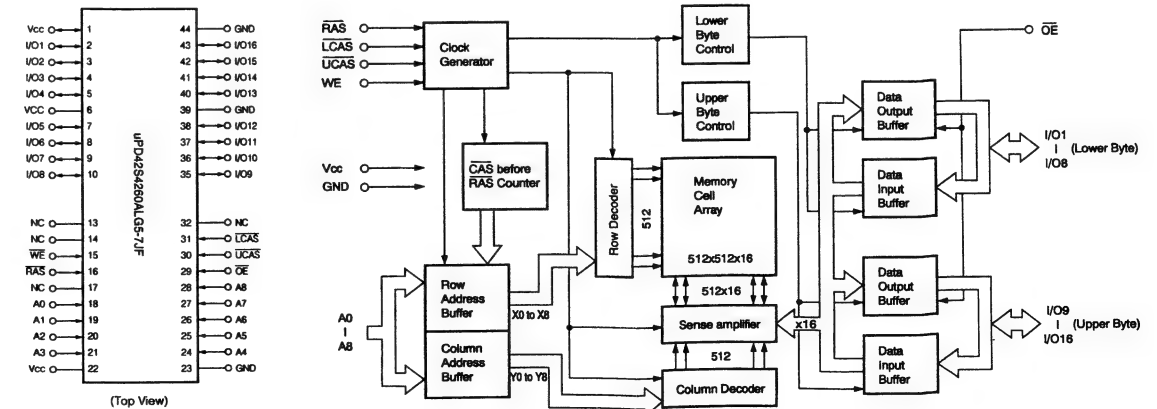 Vcc 1 44 GND
I/O1 2 43 I/O16
I/O2 3 42 I/O15
I/O3 4 41 I/O14
I/O4 5 40 I/O13
VCC 6 39 GND
I/O5 7 38 I/O12
I/O6 8 37 I/O11
I/O7 9 36 I/O10
I/O8 10 35 I/O9
NC 13 32 NC
NC 14 31 LCAS
WE 15 30 UCAS
RAS 16 29 OE
NC 17 28 A8
A0 18 27 A7
A1 19 26 A6
A2 20 25 A5
A3 21 24 A4
Vcc 22 23 GND
uPD42S4260ALG5-7JF
(Top View)
RAS
LCAS
UCAS
WE
Clock
Generator
Vcc
GND
CAS before
RAS Counter
A0
A8
Row
Address
Buffer
X0 to X8
Column
Address
Buffer
Y0 to Y8
Row Decoder
512
Lower
Byte
Control
Upper
Byte
Control
Memory
Cell
Array
512x512x16
512x16
Sense amplifier
x16
512
Column Decoder
OE
Data
Output
Buffer
Data
Input
Buffer
I/O1
I/O8
(Lower Byte)
Data
Output
Buffer
Data
Input
Buffer
I/O9
I/O16
(Upper Byte)